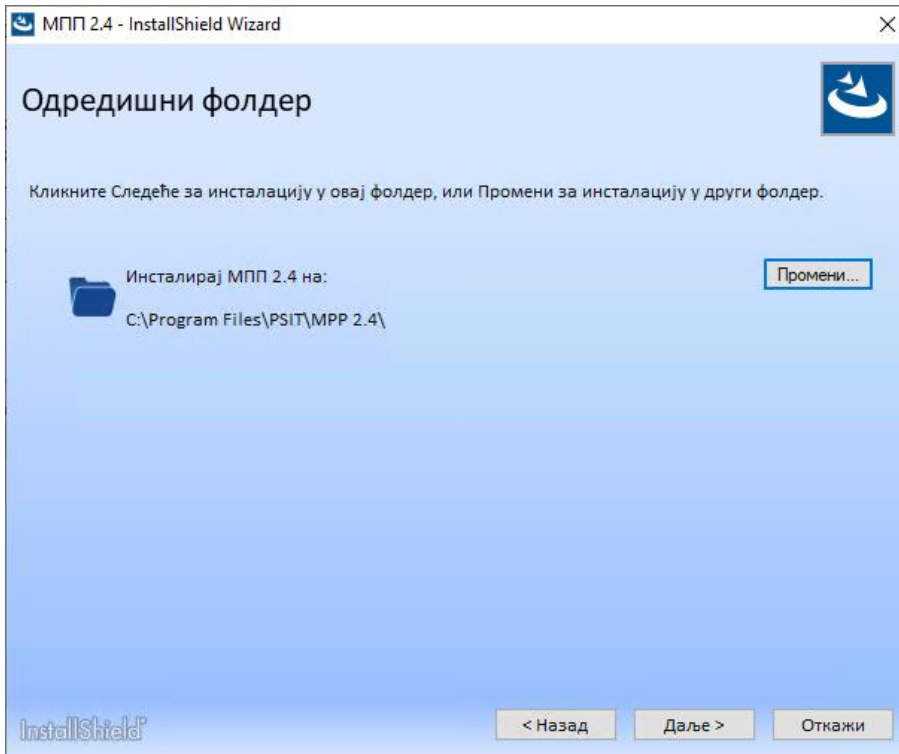 МПП 2.4 - InstallShield Wizard
Одредишни фолдер
Кликните Следеће за инсталацију у овај фолдер, или Промени за инсталацију у други фолдер.
Инсталирај МПП 2.4 на:
Промени...
C:\Program Files\PSIT\MPP 2.4\
InstallShield
< Назад
Даље >
Откажи